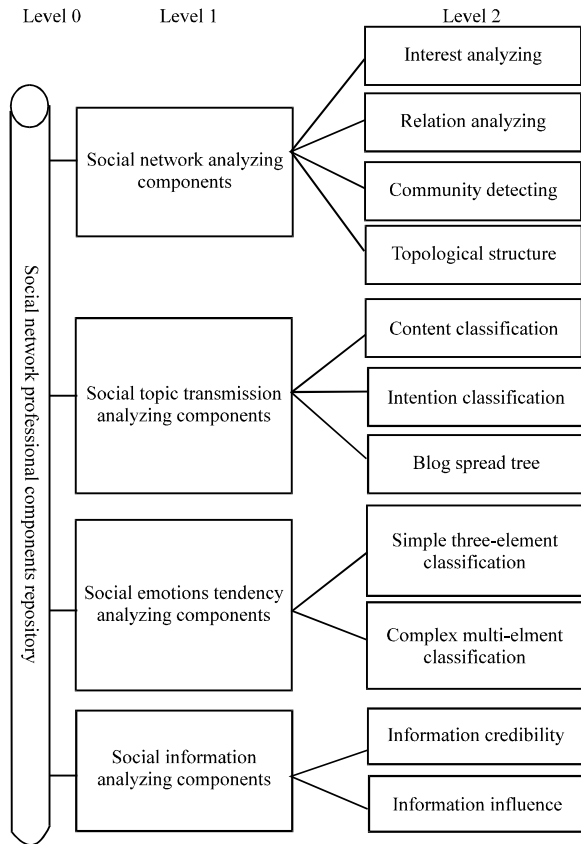 Level 0
Level 1
Level 2
Social network professional components repository
Social network analyzing
components
Interest analyzing
Relation analyzing
Community detecting
Topological structure
Social topic transmission
analyzing components
Content classification
Intention classification
Blog spread tree
Social emotions tendency
analyzing components
Simple three-element
classification
Complex multi-elment
classification
Social information
analyzing components
Information credibility
Information influence